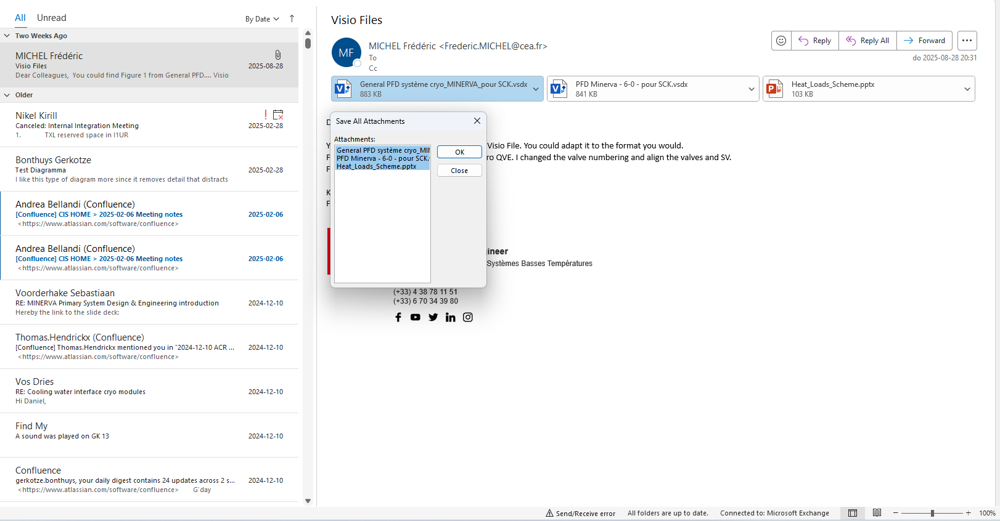 All Unread By Date
Two Weeks Ago
MICHEL Frédéric
Visio Files 2025-08-28
Dear Colleagues, You could find Figure 1 from General PFD.... Visio
Older
Nikel Kirill
Canceled: Internal Integration Meeting 2025-02-28
1. TXL reserved space in I1UR
Bonthuys Gerkotze
Test Diagramma 2025-02-28
I like this type of diagram more since it removes detail that distracts
Andrea Bellandi (Confluence)
[Confluence] CIS HOME > 2025-02-06 Meeting notes 2025-02-06
<https://www.atlassian.com/software/confluence>
Andrea Bellandi (Confluence)
[Confluence] CIS HOME > 2025-02-06 Meeting notes 2025-02-06
<https://www.atlassian.com/software/confluence>
Voorderhake Sebastiaan
RE: MINERVA Primary System Design & Engineering introduction 2024-12-10
Hereby the link to the slide deck:
Thomas.Hendrickx (Confluence)
[Confluence] Thomas.Hendrickx mentioned you in "2024-12-10 ACR ... 2024-12-10
<https://www.atlassian.com/software/confluence>
Vos Dries
RE: Cooling water interface cryo modules 2024-12-10
Hi Daniel,
Find My
A sound was played on GK 13 2024-12-10
Confluence
gerkotze.bonthuys, your daily digest contains 24 updates across 2 s... 2024-12-10
<https://www.atlassian.com/software/confluence> G'day
Visio Files
MF
MICHEL Frédéric <Frederic.MICHEL@cea.fr>
To
Cc
Reply Reply All Forward ...
do 2025-08-28 20:31
General PFD système cryo_MINERVA_pour SCK.vsdx
883 KB
PFD Minerva - 6-0 - pour SCK.vsdx
841 KB
Heat_Loads_Scheme.pptx
103 KB
Save All Attachments
Attachments:
General PFD système cryo_MIN
PFD Minerva - 6-0 - pour SCK.
Heat_Loads_Scheme.pptx
OK
Close
D
Y Visio File. You could adapt it to the format you would.
F ro QVE. I changed the valve numbering and align the valves and SV.
F
K
F
ineer
Systèmes Basses Températures
(+33) 4 38 78 11 51
(+33) 6 70 34 39 80
Send/Receive error All folders are up to date. Connected to: Microsoft Exchange 100%